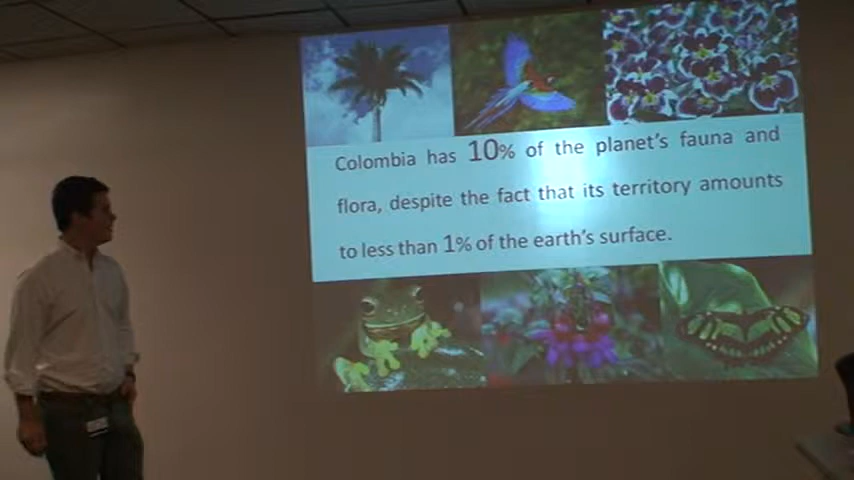 Colombia has 10% of the planet's fauna and
flora, despite the fact that its territory amounts
to less than 1% of the earth's surface.